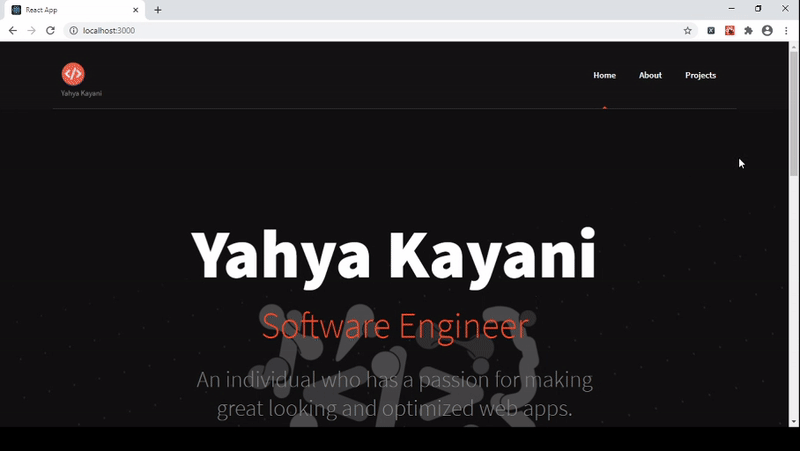 React App
localhost:3000
Yahya Kayani
Home
About
Projects
Yahya Kayani
Software Engineer
An individual who has a passion for making
great looking and optimized web apps.